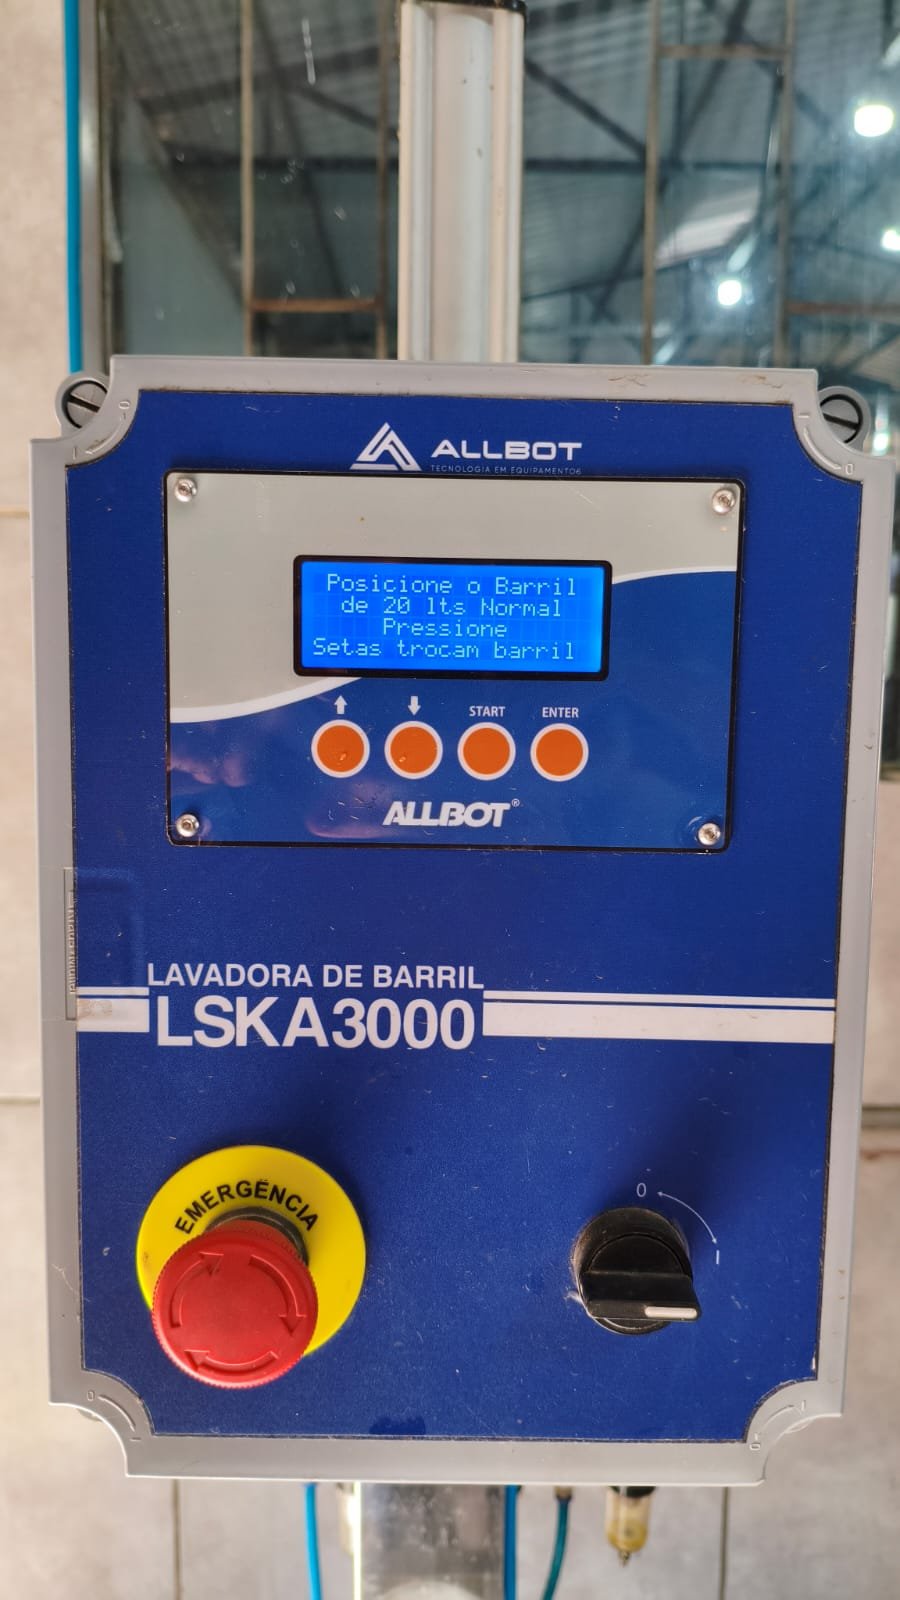 ALLBOT
TECNOLOGIA EM EQUIPAMENTOS
Posicione o Barril
de 20 lts Normal
Pressione
Setas trocam barril
START
ENTER
ALLBOT®
LAVADORA DE BARRIL
LSKA3000
EMERGÊNCIA
0
I